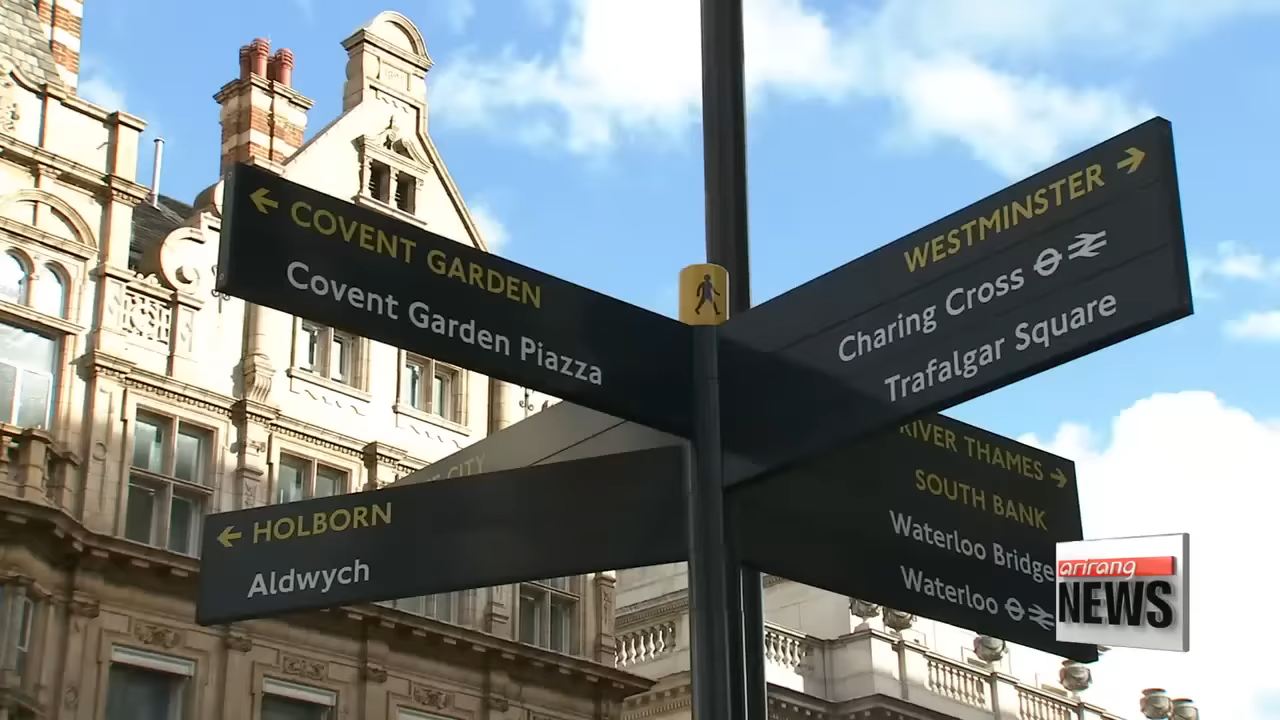 ← COVENT GARDEN
Covent Garden Piazza
WESTMINSTER →
Charing Cross
Trafalgar Square
CITY
← HOLBORN
Aldwych
RIVER THAMES →
SOUTH BANK
Waterloo Bridge
Waterloo
arirang
NEWS